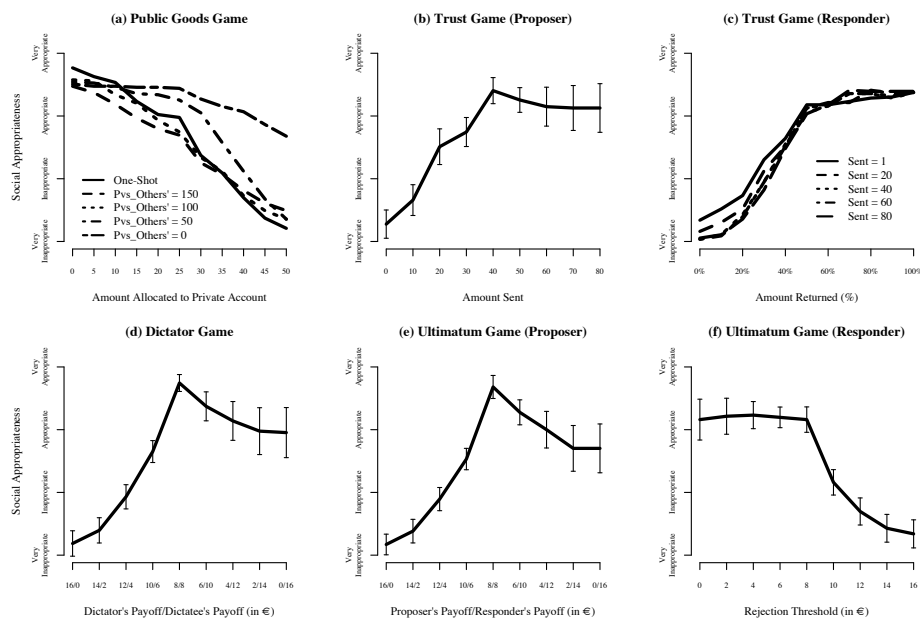 (a) Public Goods Game
Social Appropriateness
Very Inappropriate
Inappropriate
Appropriate
Very Appropriate
One-Shot
Pvs_Others' = 150
Pvs_Others' = 100
Pvs_Others' = 50
Pvs_Others' = 0
0 5 10 15 20 25 30 35 40 45 50
Amount Allocated to Private Account
(b) Trust Game (Proposer)
Very Inappropriate
Inappropriate
Appropriate
Very Appropriate
0 10 20 30 40 50 60 70 80
Amount Sent
(c) Trust Game (Responder)
Very Inappropriate
Inappropriate
Appropriate
Very Appropriate
Sent = 1
Sent = 20
Sent = 40
Sent = 60
Sent = 80
0% 20% 40% 60% 80% 100%
Amount Returned (%)
(d) Dictator Game
Social Appropriateness
Very Inappropriate
Inappropriate
Appropriate
Very Appropriate
16/0 14/2 12/4 10/6 8/8 6/10 4/12 2/14 0/16
Dictator's Payoff/Dictatee's Payoff (in €)
(e) Ultimatum Game (Proposer)
Very Inappropriate
Inappropriate
Appropriate
Very Appropriate
16/0 14/2 12/4 10/6 8/8 6/10 4/12 2/14 0/16
Proposer's Payoff/Responder's Payoff (in €)
(f) Ultimatum Game (Responder)
Very Inappropriate
Inappropriate
Appropriate
Very Appropriate
0 2 4 6 8 10 12 14 16
Rejection Threshold (in €)